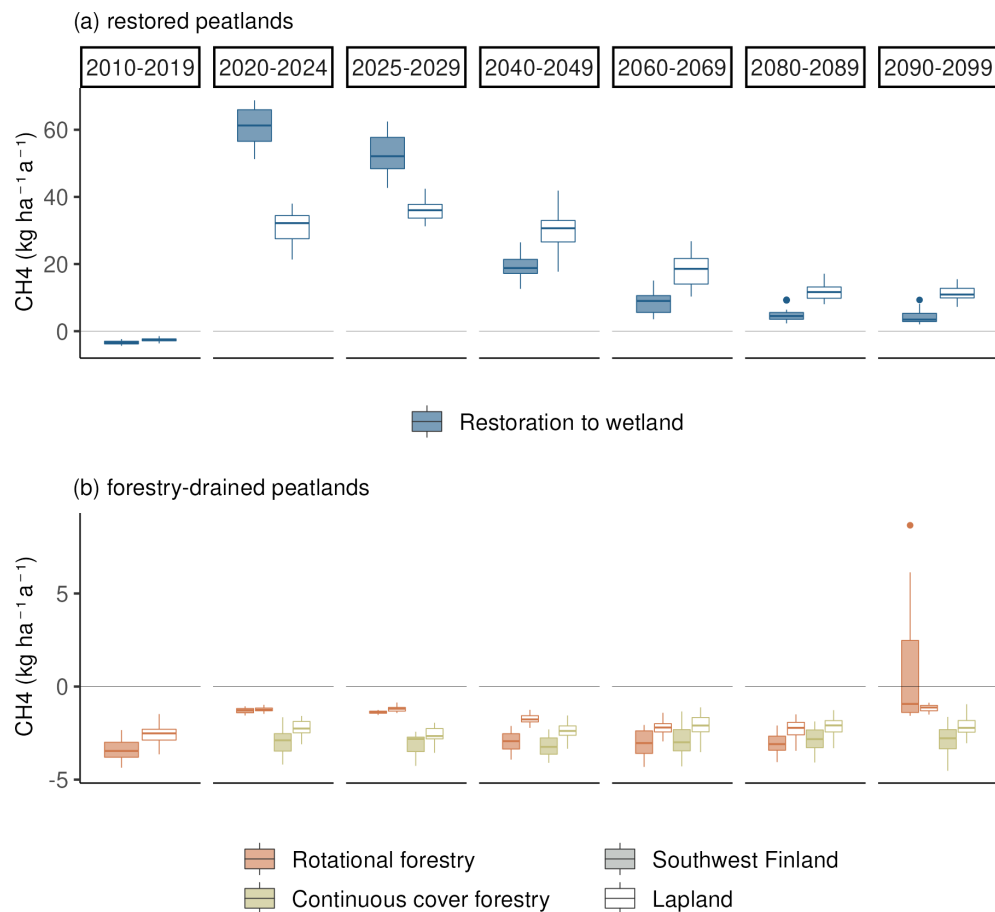 (a) restored peatlands
2010-2019 2020-2024 2025-2029 2040-2049 2060-2069 2080-2089 2090-2099
CH4 (kg ha⁻¹a⁻¹)
60
40
20
0
Restoration to wetland
(b) forestry-drained peatlands
CH4 (kg ha⁻¹a⁻¹)
5
0
-5
Rotational forestry Southwest Finland
Continuous cover forestry Lapland